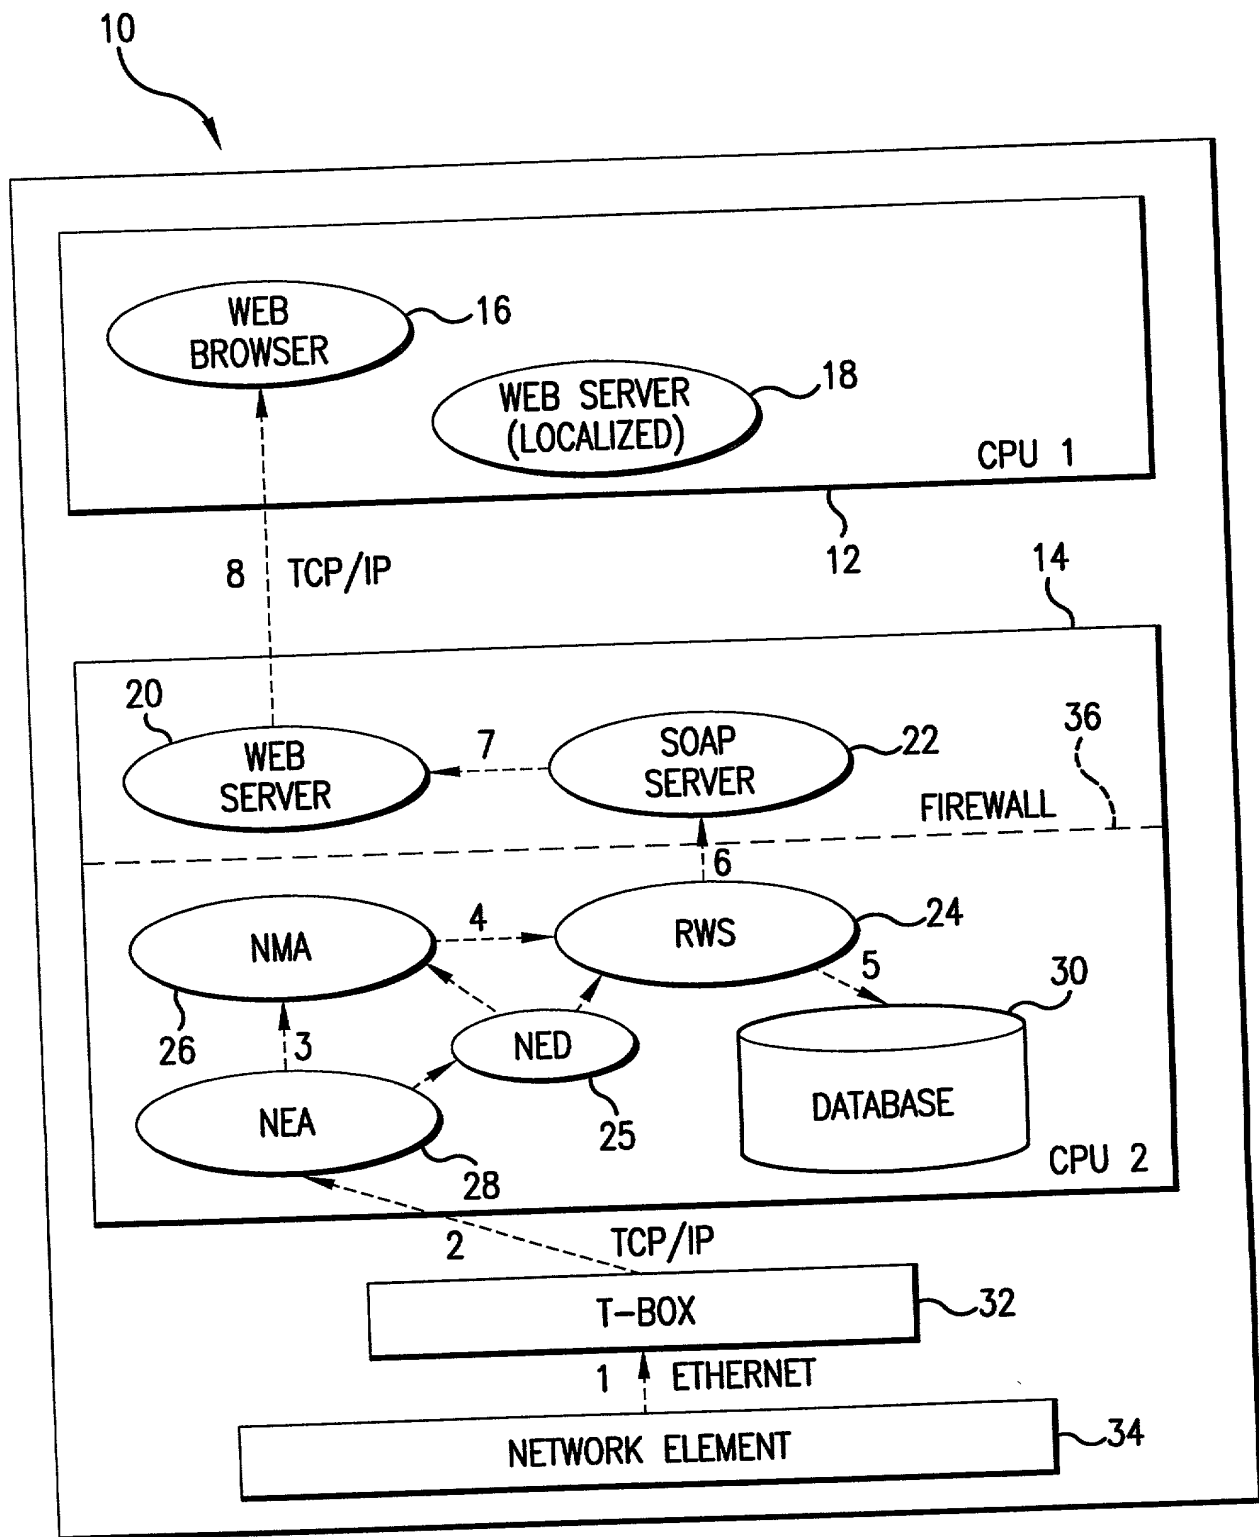 10
WEB
BROWSER
16
WEB SERVER
(LOCALIZED)
18
CPU 1
12
8
TCP/IP
14
20
WEB
SERVER
7
SOAP
SERVER
22
36
FIREWALL
6
NMA
4
RWS
24
5
30
26
3
NED
DATABASE
NEA
25
28
CPU 2
2
TCP/IP
T-BOX
32
1
ETHERNET
NETWORK ELEMENT
34